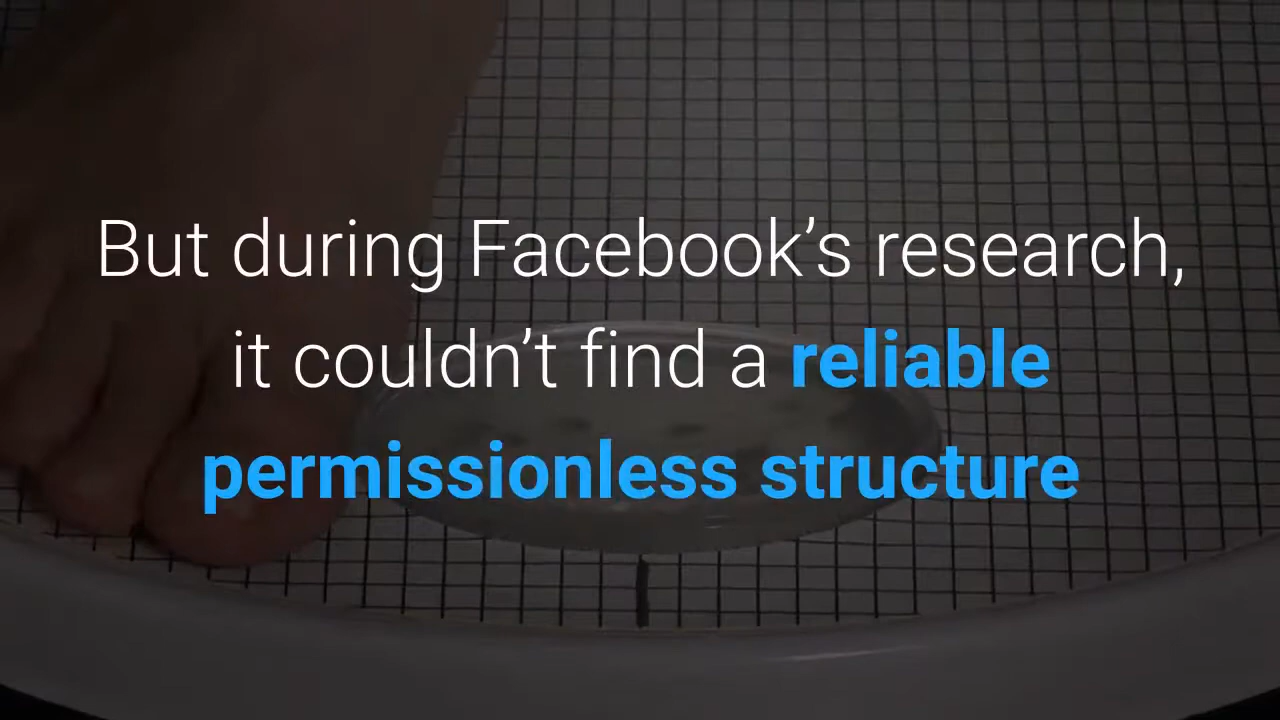 But during Facebook’s research,
it couldn’t find a reliable
permissionless structure